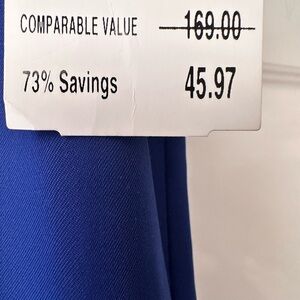 COMPARABLE VALUE 169.00
73% Savings 45.97